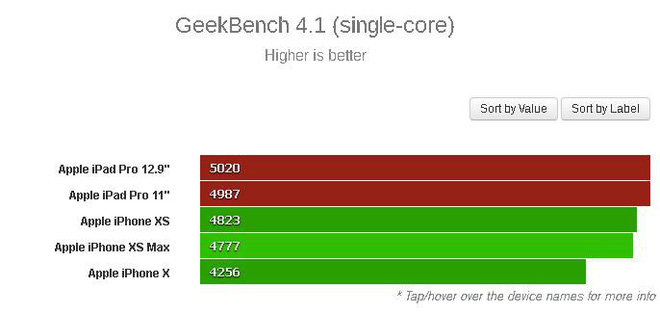 GeekBench 4.1 (single-core)
Higher is better
Sort by Value Sort by Label
Apple iPad Pro 12.9" 5020
Apple iPad Pro 11" 4987
Apple iPhone XS 4823
Apple iPhone XS Max 4777
Apple iPhone X 4256
* Tap/hover over the device names for more info